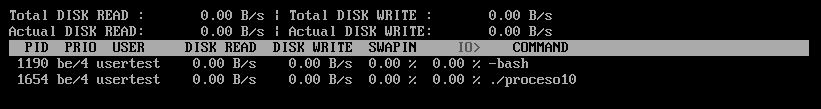 Total DISK READ :       0.00 B/s | Total DISK WRITE :       0.00 B/s
Actual DISK READ:       0.00 B/s | Actual DISK WRITE:       0.00 B/s
PID  PRIO  USER     DISK READ  DISK WRITE  SWAPIN     IO>    COMMAND
1190 be/4 usertest    0.00 B/s    0.00 B/s  0.00 %  0.00 % -bash
1654 be/4 usertest    0.00 B/s    0.00 B/s  0.00 %  0.00 % ./proceso10